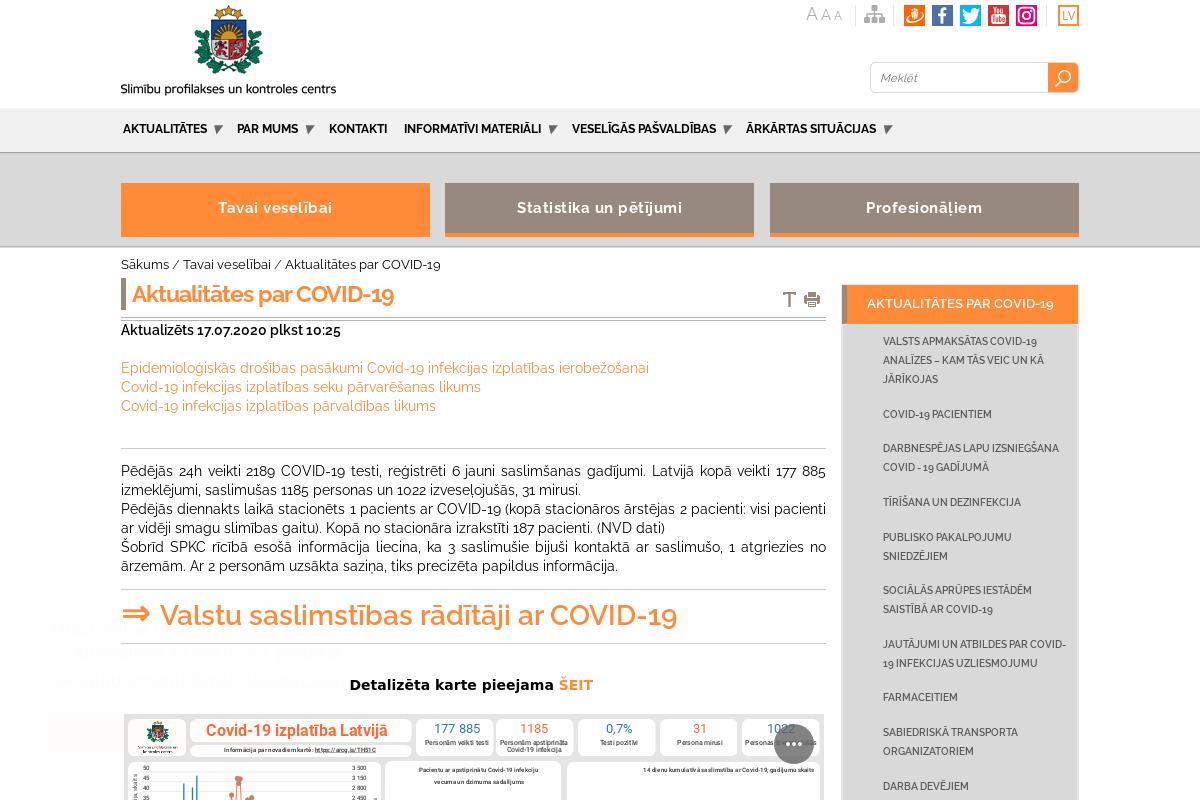 A A A
You Tube
LV
Slimību profilakses un kontroles centrs
Meklēt
AKTUALITĀTES PAR MUMS KONTAKTI INFORMATĪVI MATERIĀLI VESELĪGĀS PAŠVALDĪBAS ĀRKĀRTAS SITUĀCIJAS
Tavai veselībai
Statistika un pētījumi
Profesionāļiem
Sākums / Tavai veselībai / Aktualitātes par COVID-19
Aktualitātes par COVID-19
Aktualizēts 17.07.2020 plkst 10:25
Epidemioloģiskās drošības pasākumi Covid-19 infekcijas izplatības ierobežošanai
Covid-19 infekcijas izplatības seku pārvarēšanas likums
Covid-19 infekcijas izplatības pārvaldības likums
Pēdējās 24h veikti 2189 COVID-19 testi, reģistrēti 6 jauni saslimšanas gadījumi. Latvijā kopā veikti 177 885
izmeklējumi, saslimušas 1185 personas un 1022 izveseļojušās, 31 mirusi.
Pēdējās diennakts laikā stacionēts 1 pacients ar COVID-19 (kopā stacionāros ārstējas 2 pacienti: visi pacienti
ar vidēji smagu slimības gaitu). Kopā no stacionāra izrakstīti 187 pacienti. (NVD dati)
Šobrīd SPKC rīcībā esošā informācija liecina, ka 3 saslimušie bijuši kontaktā ar saslimušo, 1 atgriezies no
ārzemām. Ar 2 personām uzsākta saziņa, tiks precizēta papildus informācija.
⇒ Valstu saslimstības rādītāji ar COVID-19
Detalizēta karte pieejama ŠEIT
Covid-19 izplatība Latvijā
Informācija par novadiem kartē: https://arcg.is/TH51C
177 885
Personām veikti testi
1185
Personām apstiprināta
Covid-19 infekcija
0,7%
Testi pozitīvi
31
Persona mirusi
1022
50
45
40
35
3 500
3 150
2 800
2 450
Pacientu ar apstiprinātu Covid-19 infekciju
vecuma un dzimuma sadalījums
14 dienu kumulatīvā saslimstība ar Covid-19, gadījumu skaits
AKTUALITĀTES PAR COVID-19
VALSTS APMAKSĀTAS COVID-19
ANALĪZES – KAM TĀS VEIC UN KĀ
JĀRĪKOJAS
COVID-19 PACIENTIEM
DARBNESPĒJAS LAPU IZSNIEGŠANA
COVID - 19 GADĪJUMĀ
TĪRĪŠANA UN DEZINFEKCIJA
PUBLISKO PAKALPOJUMU
SNIEDZĒJIEM
SOCIĀLĀS APRŪPES IESTĀDĒM
SAISTĪBĀ AR COVID-19
JAUTĀJUMI UN ATBILDES PAR COVID-
19 INFEKCIJAS UZLIESMOJUMU
FARMACEITIEM
SABIEDRISKĀ TRANSPORTA
ORGANIZATORIEM
DARBA DEVĒJIEM